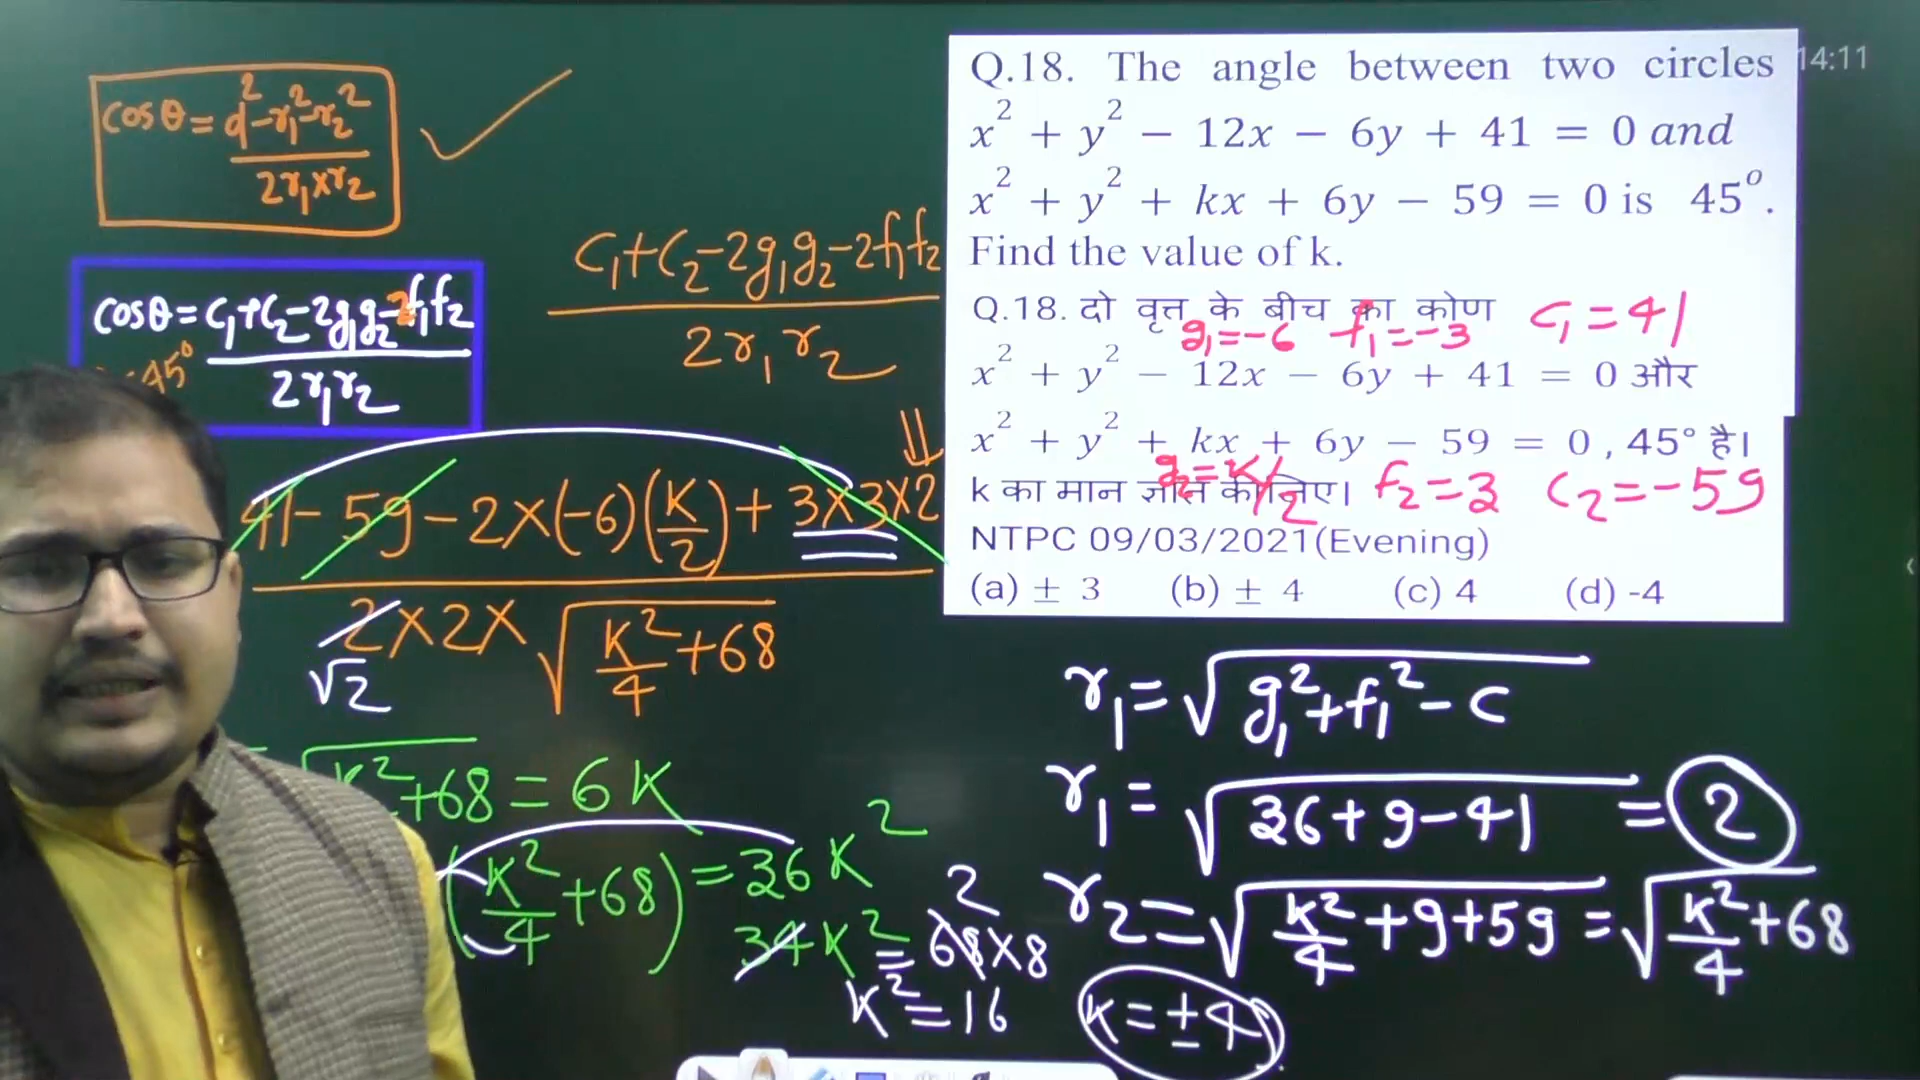 cosθ = d² - r₁² - r₂² / 2r₁×r₂
cosθ = C₁+C₂-2g₁g₂-2f₁f₂ / 2r₁r₂
45°
C₁+C₂-2g₁g₂-2f₁f₂ / 2r₁r₂
41-59-2×(-6)(K/2)+3×3×2
2×2×√(K²/4+68)
√2
K²+68 = 6K
(K²/4+68) = 36K²
34K² = 68×8
2
K² = 16
K = ±4
14:11
Q.18. The angle between two circles
x² + y² − 12x − 6y + 41 = 0 and
x² + y² + kx + 6y − 59 = 0 is 45°.
Find the value of k.
Q.18. दो वृत्त के बीच का कोण
g₁=-6 f₁=-3 C₁=41
x² + y² − 12x − 6y + 41 = 0 और
x² + y² + kx + 6y − 59 = 0 , 45° है।
g₂=K/2 f₂=3 C₂=-59
k का मान ज्ञात कीजिए।
NTPC 09/03/2021(Evening)
(a) ± 3 (b) ± 4 (c) 4 (d) -4
r₁ = √(g₁²+f₁²-C)
r₁ = √(36+9-41) = 2
r₂ = √(K²/4+9+59) = √(K²/4+68)